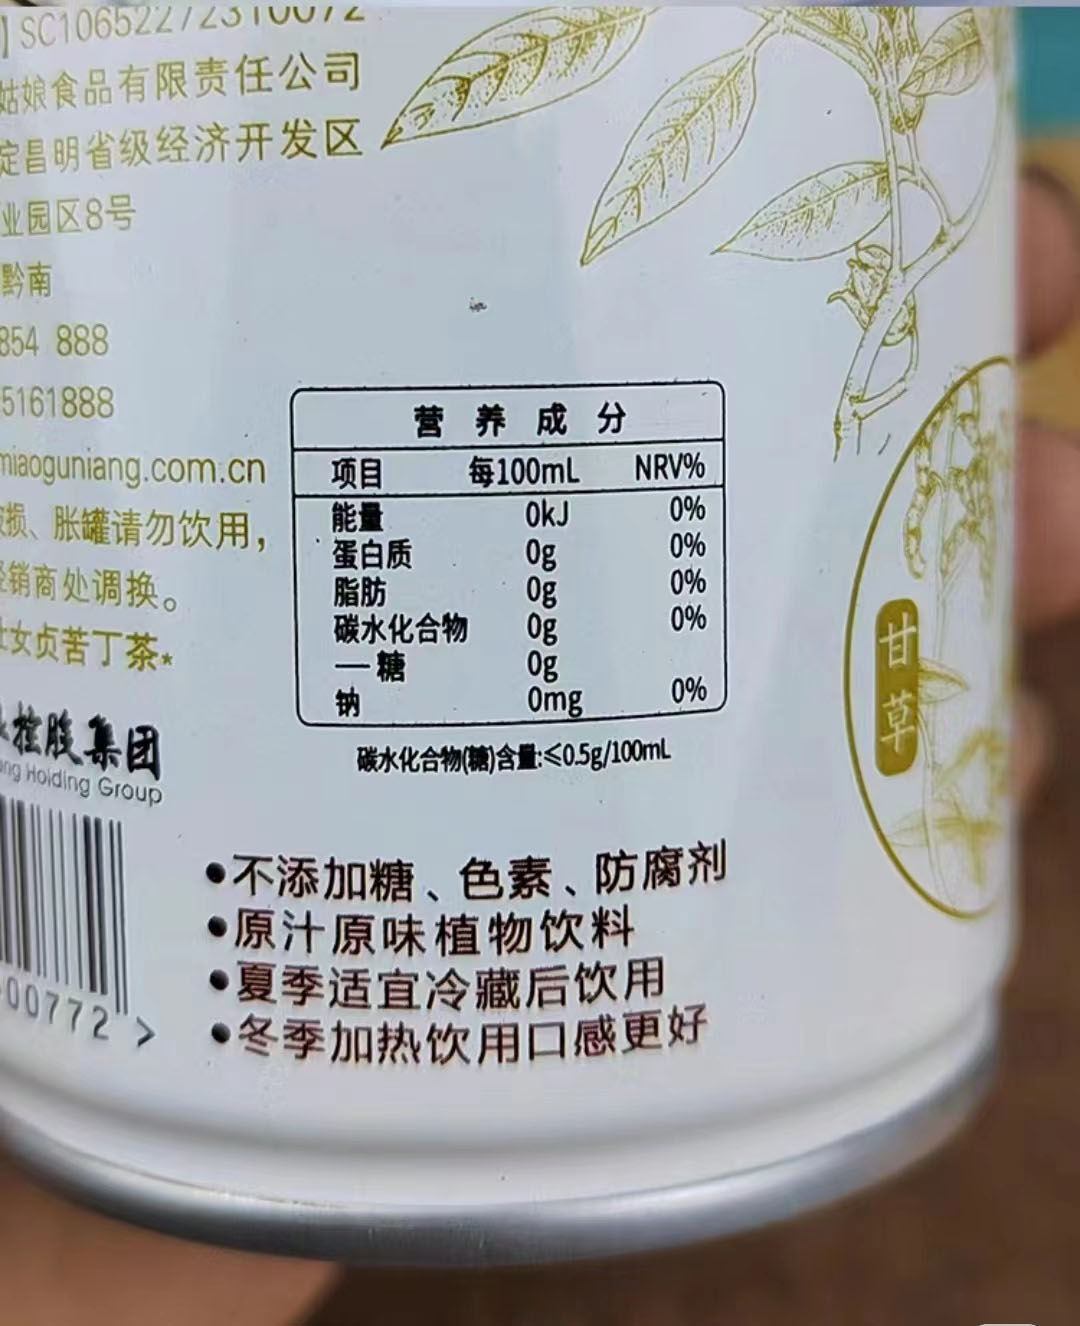 SC10652272310072
姑娘食品有限责任公司
定昌明省级经济开发区
业园区8号
黔南
854 888
5161888
miaoguniang.com.cn
损、胀罐请勿饮用，
经销商处调换。
女贞苦丁茶*
控股集团
ang Holding Group
00772 >
营养成分
项目 每100mL NRV%
能量 0kJ 0%
蛋白质 0g 0%
脂肪 0g 0%
碳水化合物 0g 0%
—糖 0g
钠 0mg 0%
碳水化合物(糖)含量:≤0.5g/100mL
●不添加糖、色素、防腐剂
●原汁原味植物饮料
●夏季适宜冷藏后饮用
●冬季加热饮用口感更好
甘草